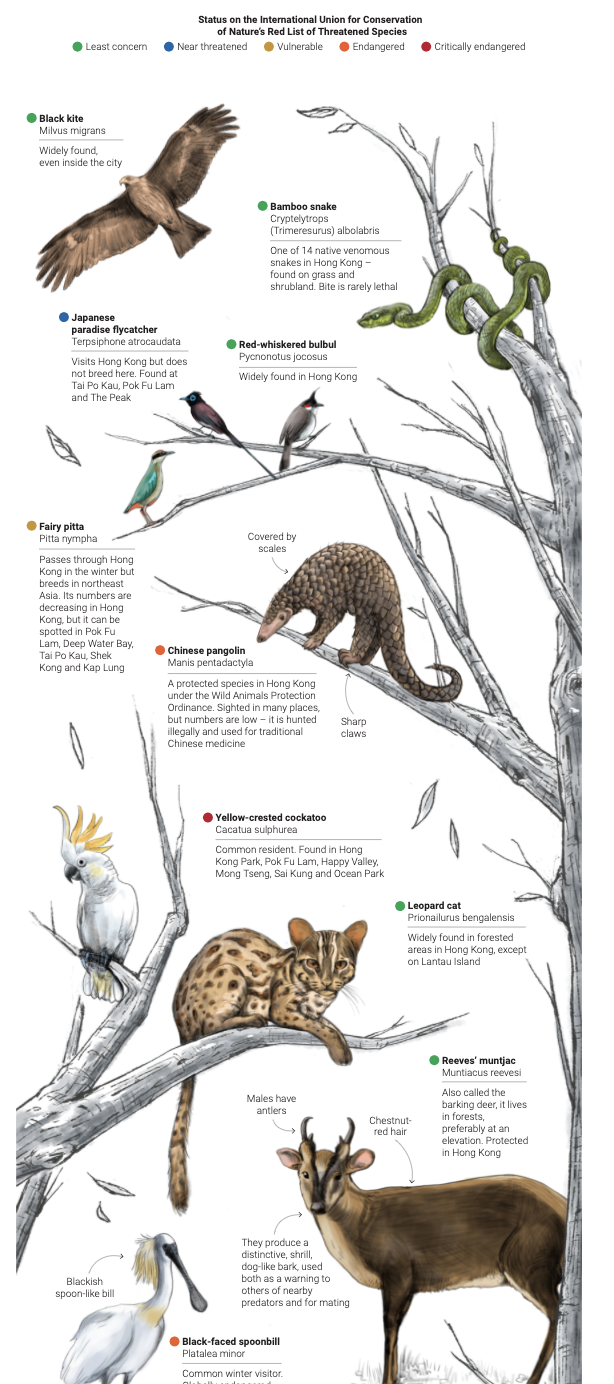 Status on the International Union for Conservation
of Nature's Red List of Threatened Species
Least concern
Near threatened
Vulnerable
Endangered
Critically endangered
Black kite
Milvus migrans
Widely found,
even inside the city
Bamboo snake
Cryptelytrops
(Trimeresurus) albolabris
One of 14 native venomous
snakes in Hong Kong –
found on grass and
shrubland. Bite is rarely lethal
Japanese
paradise flycatcher
Terpsiphone atrocaudata
Visits Hong Kong but does
not breed here. Found at
Tai Po Kau, Pok Fu Lam
and The Peak
Red-whiskered bulbul
Pycnonotus jocosus
Widely found in Hong Kong
Fairy pitta
Pitta nympha
Passes through Hong
Kong in the winter but
breeds in northeast
Asia. Its numbers are
decreasing in Hong
Kong, but it can be
spotted in Pok Fu
Lam, Deep Water Bay,
Tai Po Kau, Shek
Kong and Kap Lung
Covered by
scales
Chinese pangolin
Manis pentadactyla
A protected species in Hong Kong
under the Wild Animals Protection
Ordinance. Sighted in many places,
but numbers are low – it is hunted
illegally and used for traditional
Chinese medicine
Sharp
claws
Yellow-crested cockatoo
Cacatua sulphurea
Common resident. Found in Hong
Kong Park, Pok Fu Lam, Happy Valley,
Mong Tseng, Sai Kung and Ocean Park
Leopard cat
Prionailurus bengalensis
Widely found in forested
areas in Hong Kong, except
on Lantau Island
Reeves' muntjac
Muntiacus reevesi
Also called the
barking deer, it lives
in forests,
preferably at an
elevation. Protected
in Hong Kong
Males have
antlers
Chestnut-
red hair
They produce a
distinctive, shrill,
dog-like bark, used
both as a warning to
others of nearby
predators and for mating
Blackish
spoon-like bill
Black-faced spoonbill
Platalea minor
Common winter visitor.